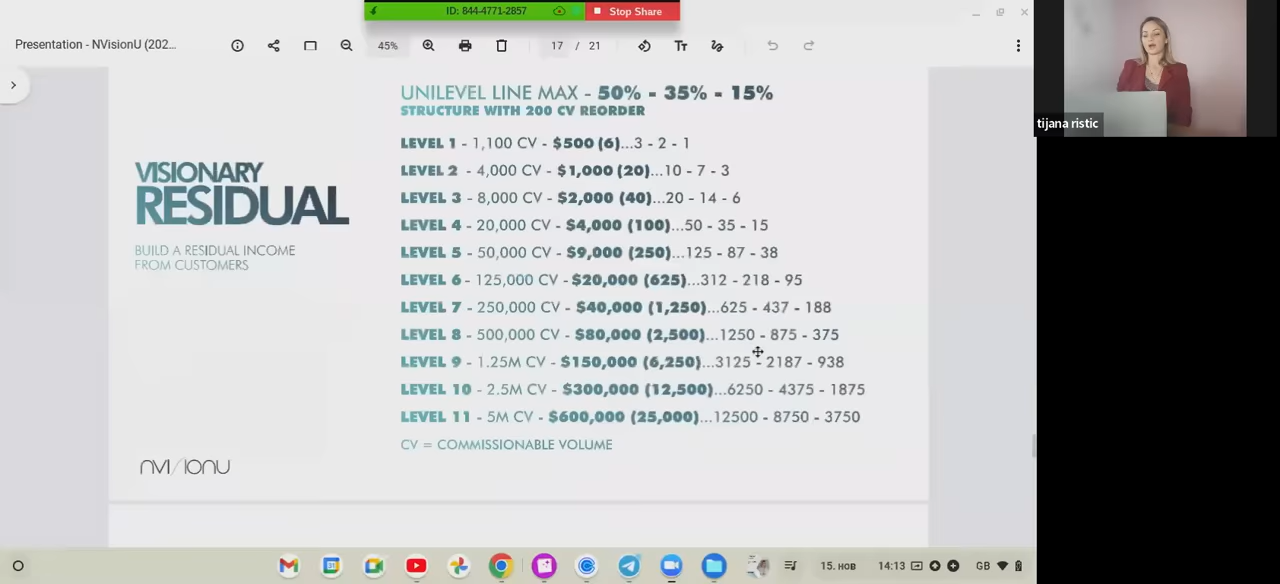 ID: 844-4771-2857
Stop Share
Presentation - NVisionU (202...
45%
17 / 21
tijana ristic
UNILEVEL LINE MAX - 50% - 35% - 15%
STRUCTURE WITH 200 CV REORDER
VISIONARY
RESIDUAL
BUILD A RESIDUAL INCOME
FROM CUSTOMERS
LEVEL 1 - 1,100 CV - $500 (6)...3 - 2 - 1
LEVEL 2 - 4,000 CV - $1,000 (20)...10 - 7 - 3
LEVEL 3 - 8,000 CV - $2,000 (40)...20 - 14 - 6
LEVEL 4 - 20,000 CV - $4,000 (100)...50 - 35 - 15
LEVEL 5 - 50,000 CV - $9,000 (250)...125 - 87 - 38
LEVEL 6 - 125,000 CV - $20,000 (625)...312 - 218 - 95
LEVEL 7 - 250,000 CV - $40,000 (1,250)...625 - 437 - 188
LEVEL 8 - 500,000 CV - $80,000 (2,500)...1250 - 875 - 375
LEVEL 9 - 1.25M CV - $150,000 (6,250)...3125 - 2187 - 938
LEVEL 10 - 2.5M CV - $300,000 (12,500)...6250 - 4375 - 1875
LEVEL 11 - 5M CV - $600,000 (25,000)...12500 - 8750 - 3750
CV = COMMISSIONABLE VOLUME
nvisionu
15. нов
14:13
GB